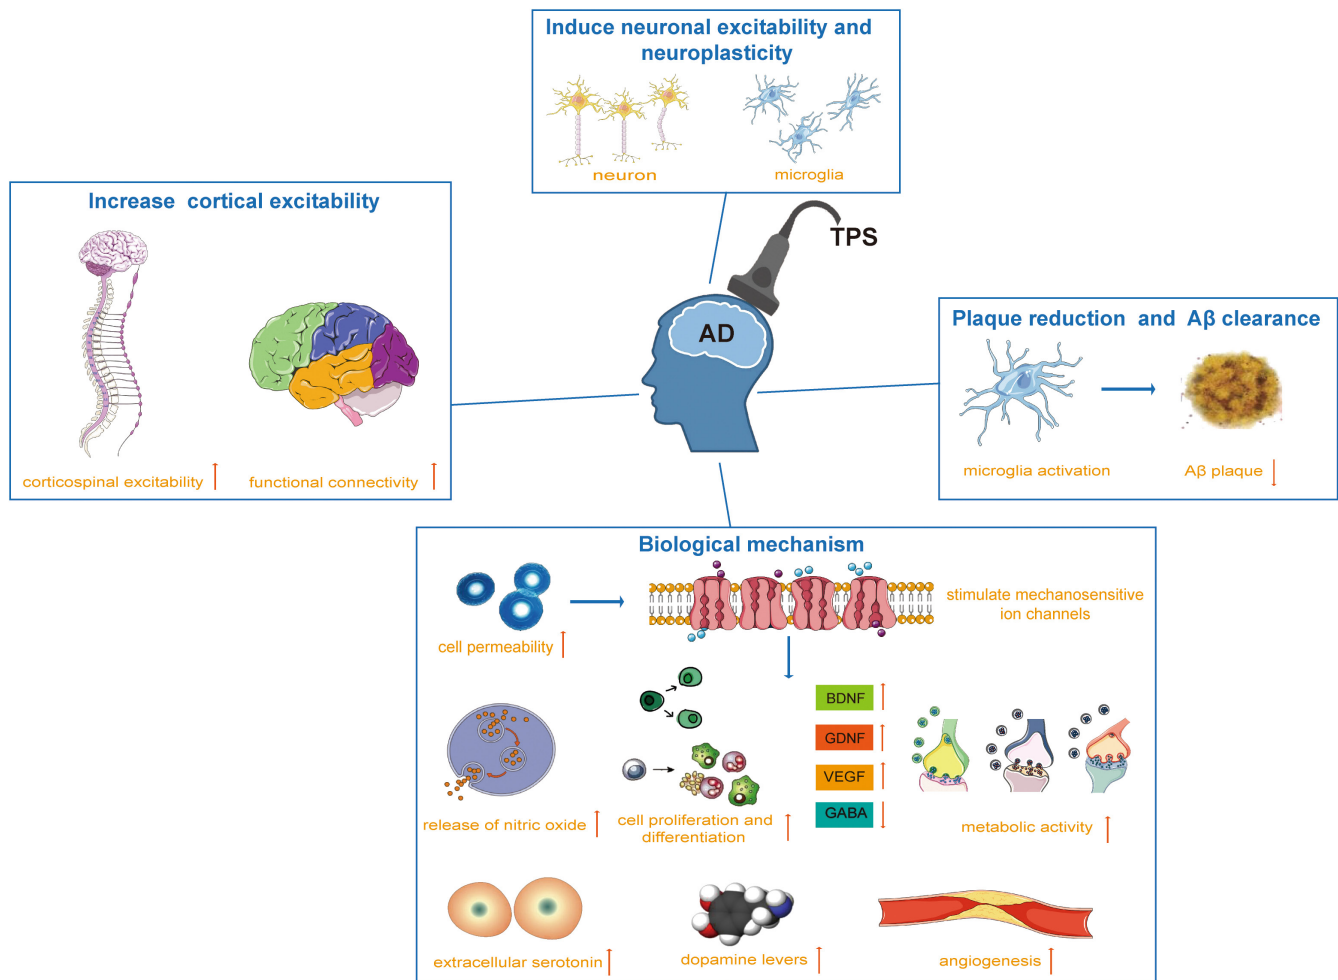 Induce neuronal excitability and
neuroplasticity
neuron
microglia
Increase cortical excitability
corticospinal excitability
functional connectivity
TPS
AD
Plaque reduction and Aβ clearance
microglia activation
Aβ plaque
Biological mechanism
cell permeability
stimulate mechanosensitive
ion channels
release of nitric oxide
cell proliferation and
differentiation
BDNF
GDNF
VEGF
GABA
metabolic activity
extracellular serotonin
dopamine levers
angiogenesis